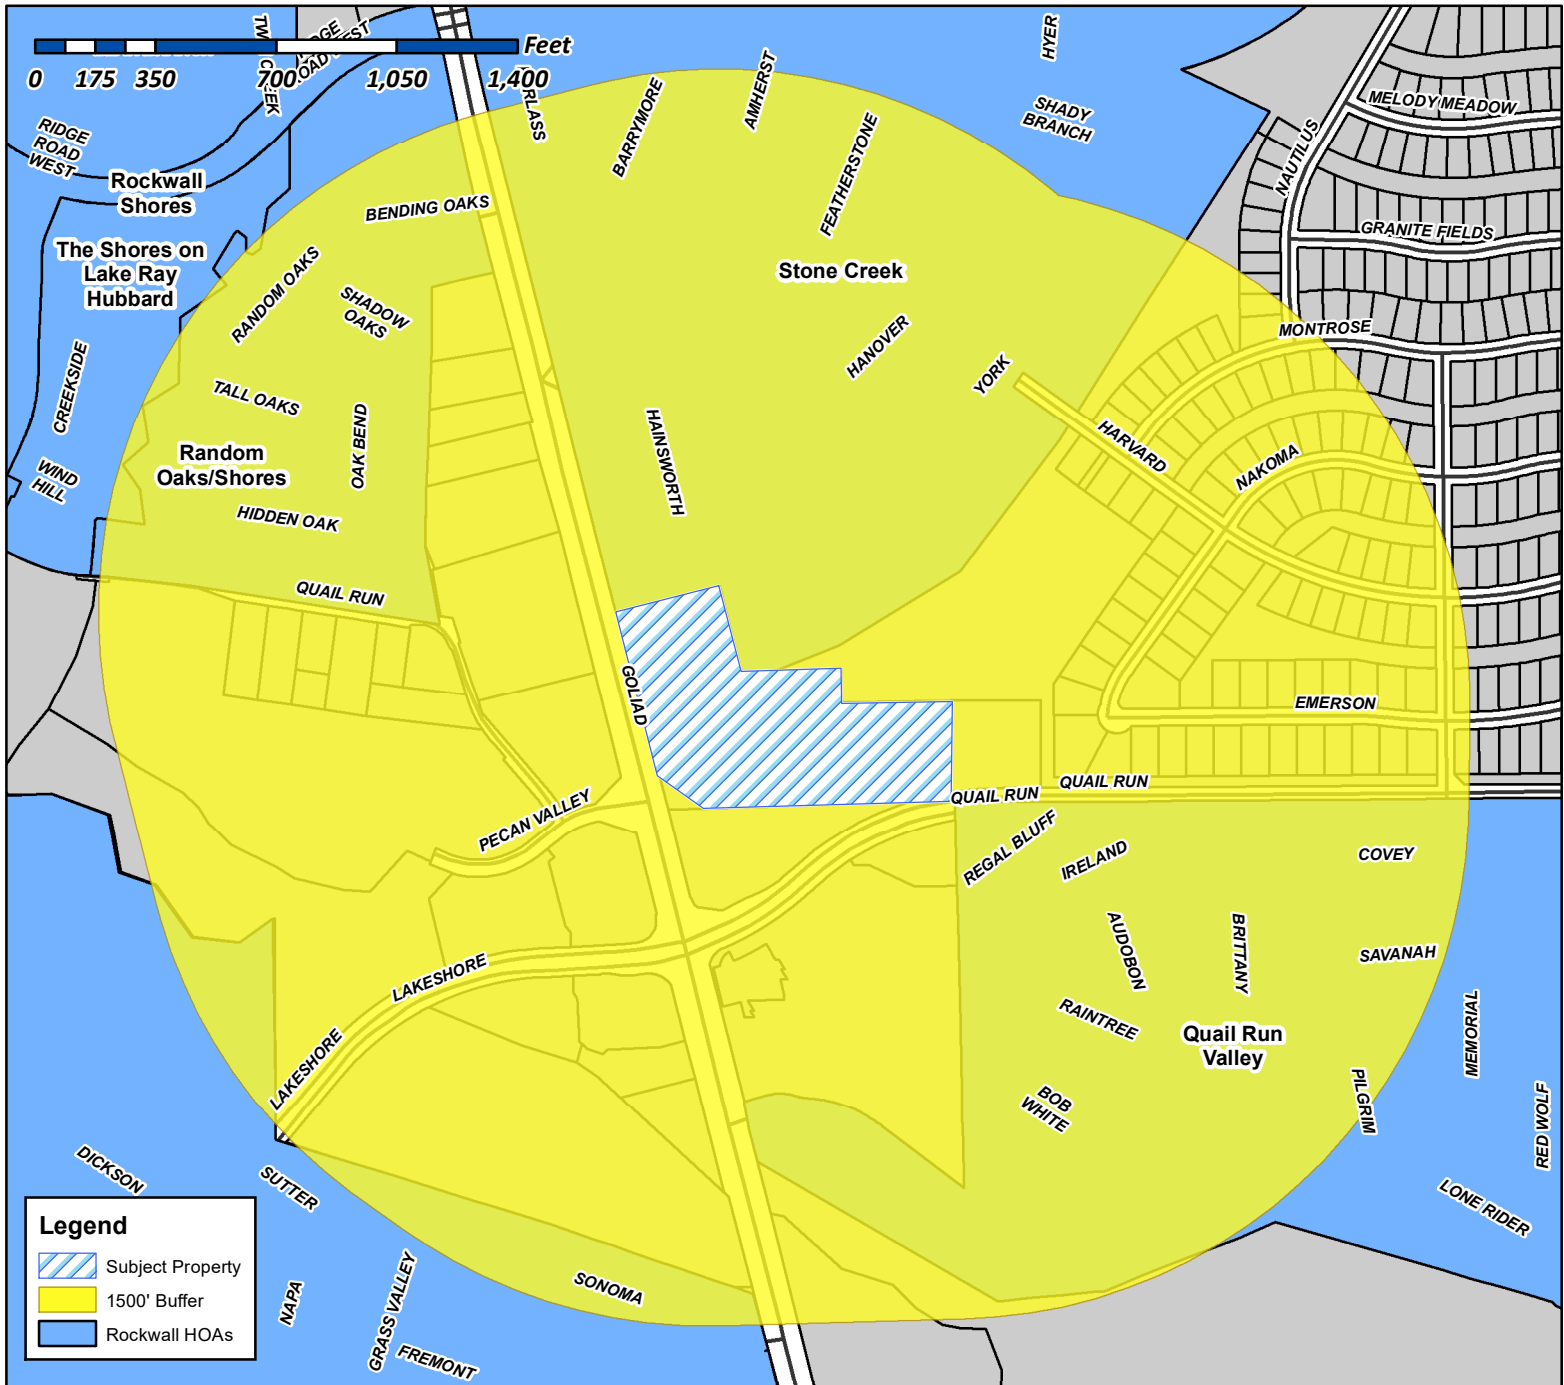 Feet
0 175 350 700 1,050 1,400
RIDGE
ROAD
WEST
HYER
SHADY
BRANCH
AMHERST
BARRYMORE
FEATHERSTONE
MELODY MEADOW
NAUTILUS
GRANITE FIELDS
MONTROSE
Rockwall
Shores
The Shores on
Lake Ray
Hubbard
BENDING OAKS
RANDOM OAKS
SHADOW
OAKS
Stone Creek
HANOVER
YORK
CREEKSIDE
TALL OAKS
OAK BEND
HAINSWORTH
HARVARD
NAKOMA
WIND
HILL
Random
Oaks/Shores
HIDDEN OAK
QUAIL RUN
GOLIAD
EMERSON
QUAIL RUN
QUAIL RUN
PECAN VALLEY
REGAL BLUFF
IRELAND
COVEY
AUDOBON
BRITTANY
SAVANAH
LAKESHORE
LAKESHORE
RAINTREE
Quail Run
Valley
MEMORIAL
BOB
WHITE
PILGRIM
RED WOLF
LONE RIDER
DICKSON
SUTTER
SONOMA
NAPA
GRASS VALLEY
FREMONT
Legend
Subject Property
1500' Buffer
Rockwall HOAs